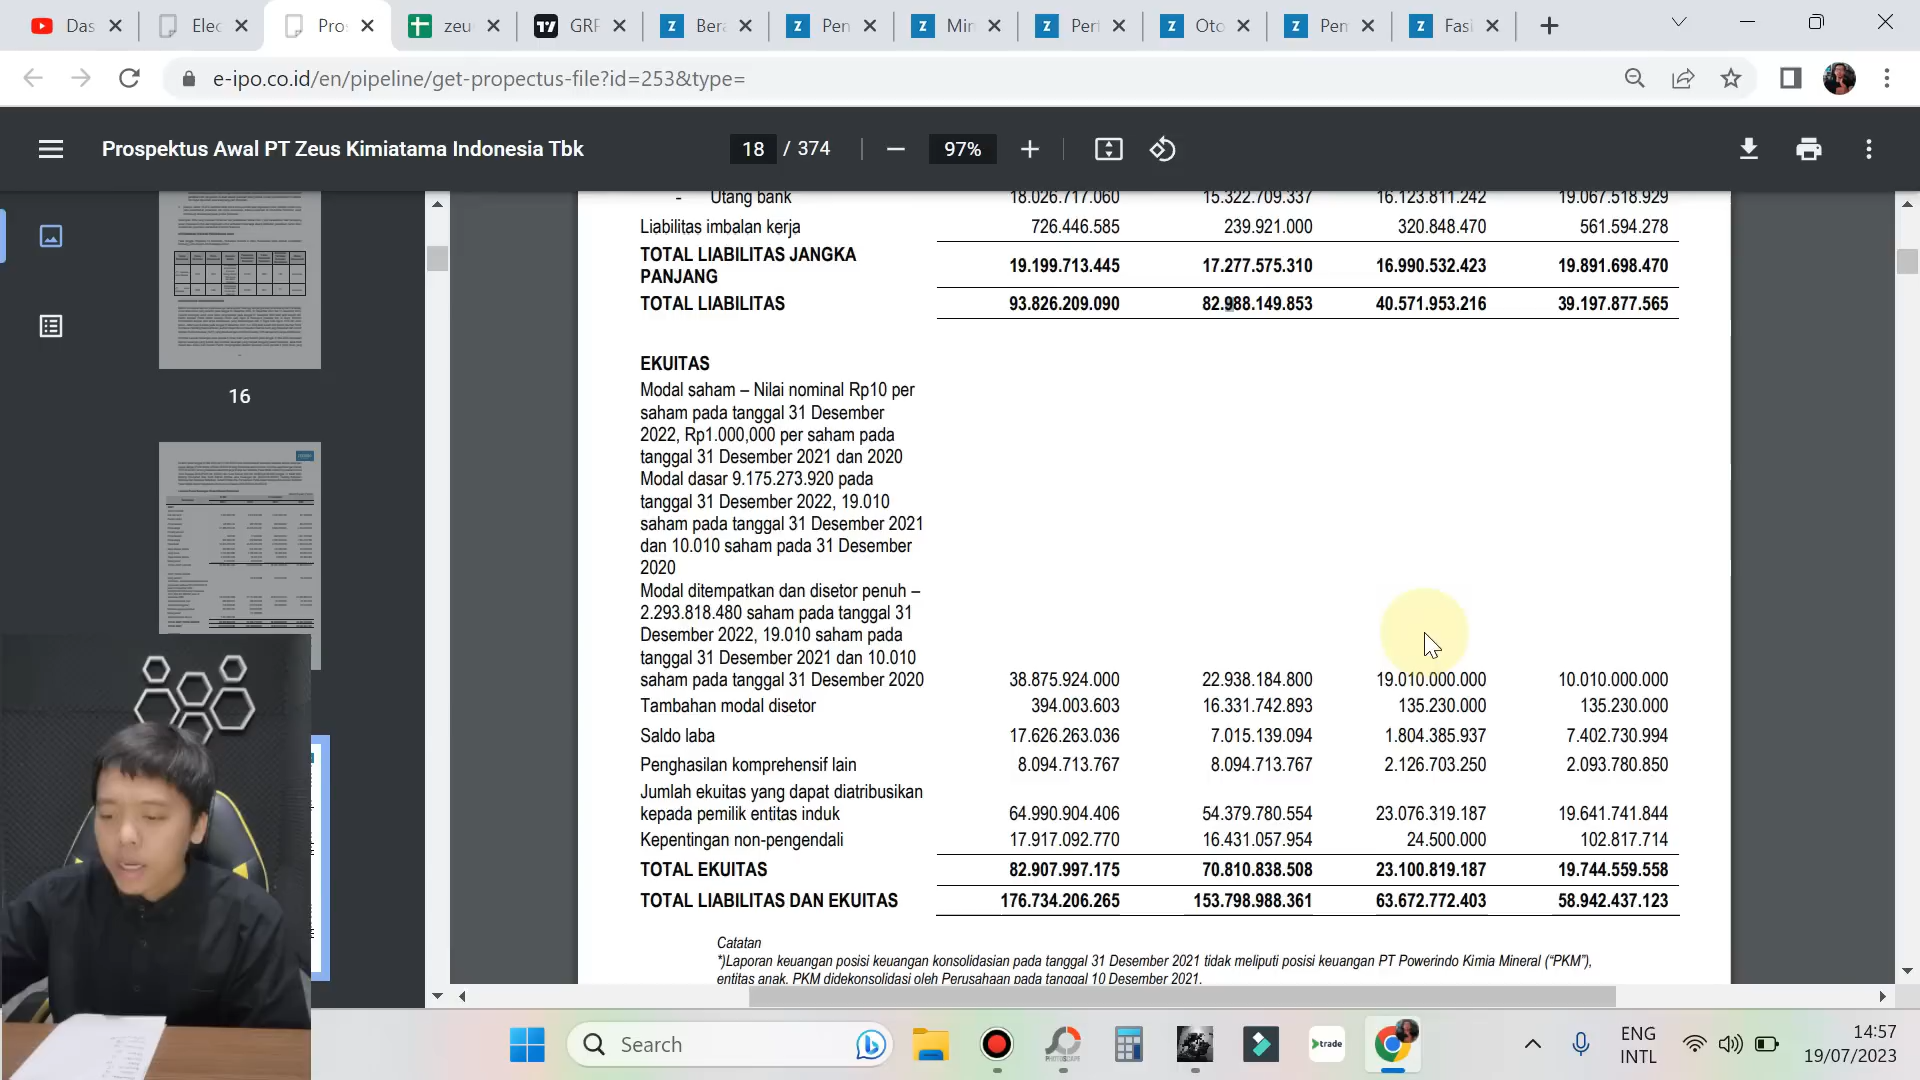 Das
Elec
Pros
zeu
GRF
Ber
Pen
Min
Peri
Oto
Pem
Fasi
e-ipo.co.id/en/pipeline/get-propectus-file?id=253&type=
Prospektus Awal PT Zeus Kimiatama Indonesia Tbk
18 / 374
97%
16
- Utang bank 18.026.717.060 15.322.709.337 16.123.811.242 19.067.518.929
Liabilitas imbalan kerja 726.446.585 239.921.000 320.848.470 561.594.278
TOTAL LIABILITAS JANGKA
PANJANG 19.199.713.445 17.277.575.310 16.990.532.423 19.891.698.470
TOTAL LIABILITAS 93.826.209.090 82.988.149.853 40.571.953.216 39.197.877.565
EKUITAS
Modal saham – Nilai nominal Rp10 per
saham pada tanggal 31 Desember
2022, Rp1.000,000 per saham pada
tanggal 31 Desember 2021 dan 2020
Modal dasar 9.175.273.920 pada
tanggal 31 Desember 2022, 19.010
saham pada tanggal 31 Desember 2021
dan 10.010 saham pada 31 Desember
2020
Modal ditempatkan dan disetor penuh –
2.293.818.480 saham pada tanggal 31
Desember 2022, 19.010 saham pada
tanggal 31 Desember 2021 dan 10.010
saham pada tanggal 31 Desember 2020 38.875.924.000 22.938.184.800 19.010.000.000 10.010.000.000
Tambahan modal disetor 394.003.603 16.331.742.893 135.230.000 135.230.000
Saldo laba 17.626.263.036 7.015.139.094 1.804.385.937 7.402.730.994
Penghasilan komprehensif lain 8.094.713.767 8.094.713.767 2.126.703.250 2.093.780.850
Jumlah ekuitas yang dapat diatribusikan
kepada pemilik entitas induk 64.990.904.406 54.379.780.554 23.076.319.187 19.641.741.844
Kepentingan non-pengendali 17.917.092.770 16.431.057.954 24.500.000 102.817.714
TOTAL EKUITAS 82.907.997.175 70.810.838.508 23.100.819.187 19.744.559.558
TOTAL LIABILITAS DAN EKUITAS 176.734.206.265 153.798.988.361 63.672.772.403 58.942.437.123
Catatan
*)Laporan keuangan posisi keuangan konsolidasian pada tanggal 31 Desember 2021 tidak meliputi posisi keuangan PT Powerindo Kimia Mineral (“PKM”),
entitas anak. PKM didekonsolidasi oleh Perusahaan pada tanggal 10 Desember 2021.
Search
PHOTOSCAPE
trade
ENG
INTL
14:57
19/07/2023